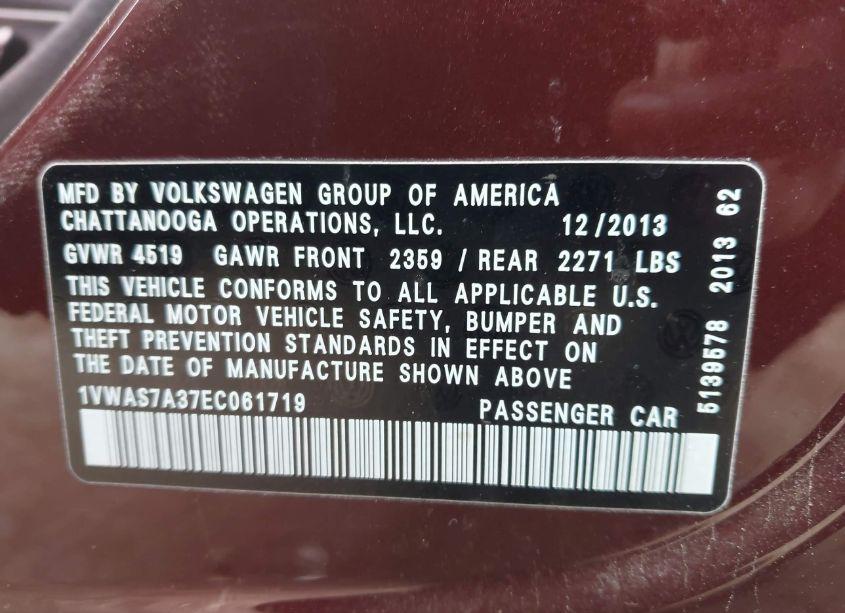 MFD BY VOLKSWAGEN GROUP OF AMERICA
CHATTANOOGA OPERATIONS, LLC. 12/2013
GVWR 4519 GAWR FRONT 2359 / REAR 2271 LBS
THIS VEHICLE CONFORMS TO ALL APPLICABLE U.S.
FEDERAL MOTOR VEHICLE SAFETY, BUMPER AND
THEFT PREVENTION STANDARDS IN EFFECT ON
THE DATE OF MANUFACTURE SHOWN ABOVE
1VWAS7A37EC061719 PASSENGER CAR
5139578 2013 62